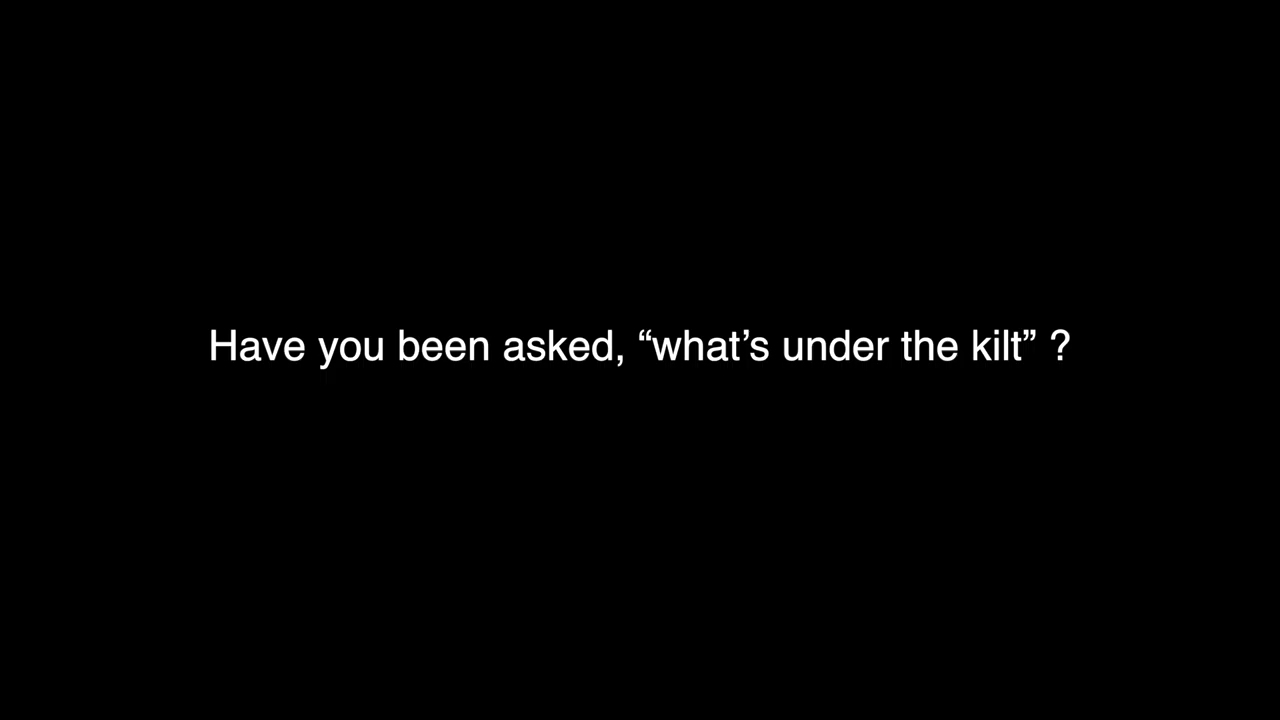 Have you been asked, “what’s under the kilt” ?